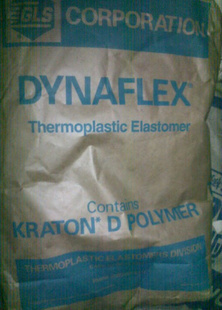 GLS CORPORATION
DYNAFLEX®
Thermoplastic Elastomer
Contains
KRATON® D POLYMER
THERMOPLASTIC ELASTOMERS DIVISION